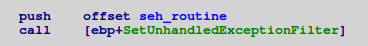 push offset seh_routine
call [ebp+SetUnhandledExceptionFilter]